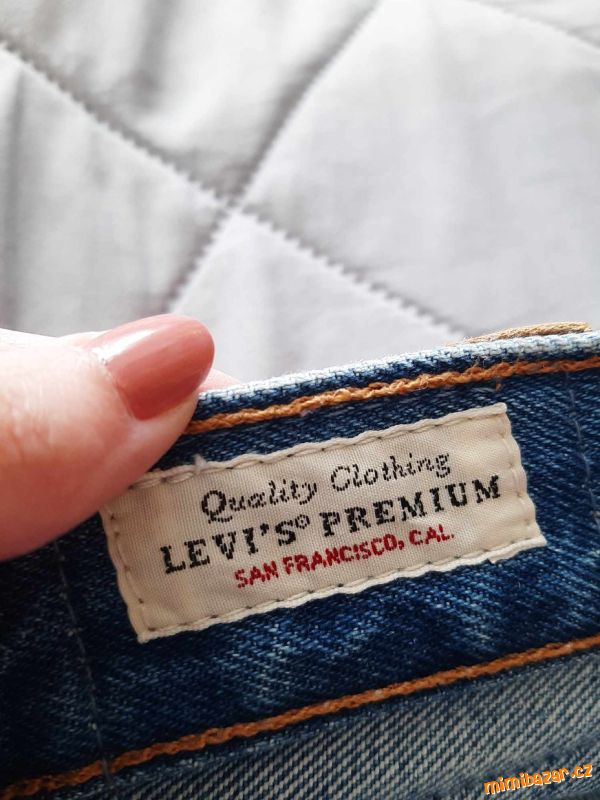 Quality Clothing
LEVI'S® PREMIUM
SAN FRANCISCO, CAL.
mimibazar.cz